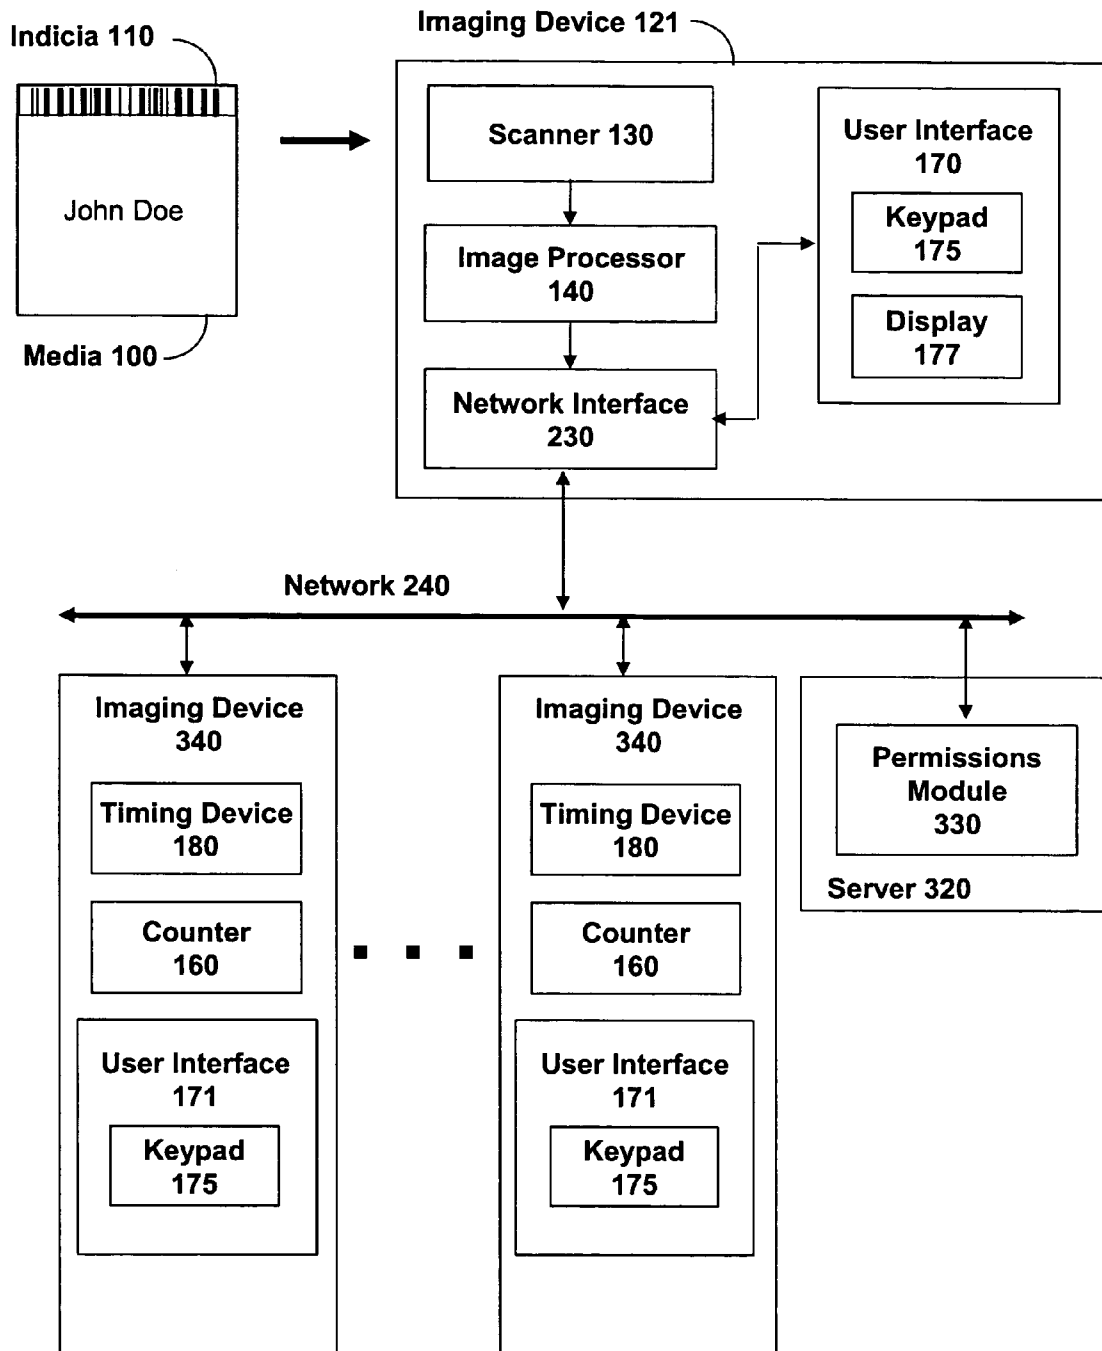 Imaging Device 121
Indicia 110
John Doe
Media 100
Scanner 130
Image Processor
140
Network Interface
230
User Interface
170
Keypad
175
Display
177
Network 240
Imaging Device
340
Timing Device
180
Counter
160
User Interface
171
Keypad
175
Imaging Device
340
Timing Device
180
Counter
160
User Interface
171
Keypad
175
Permissions
Module
330
Server 320